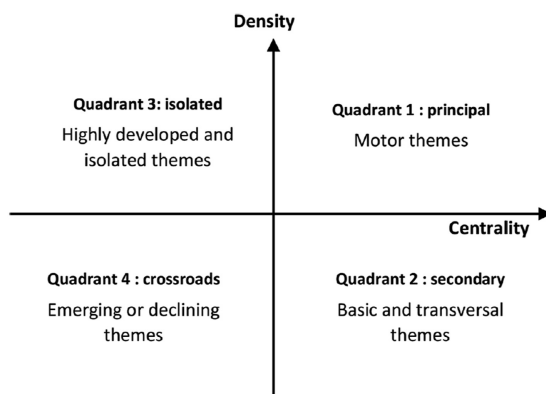 Density
Quadrant 3: isolated
Highly developed and
isolated themes
Quadrant 1 : principal
Motor themes
Centrality
Quadrant 4 : crossroads
Emerging or declining
themes
Quadrant 2 : secondary
Basic and transversal
themes